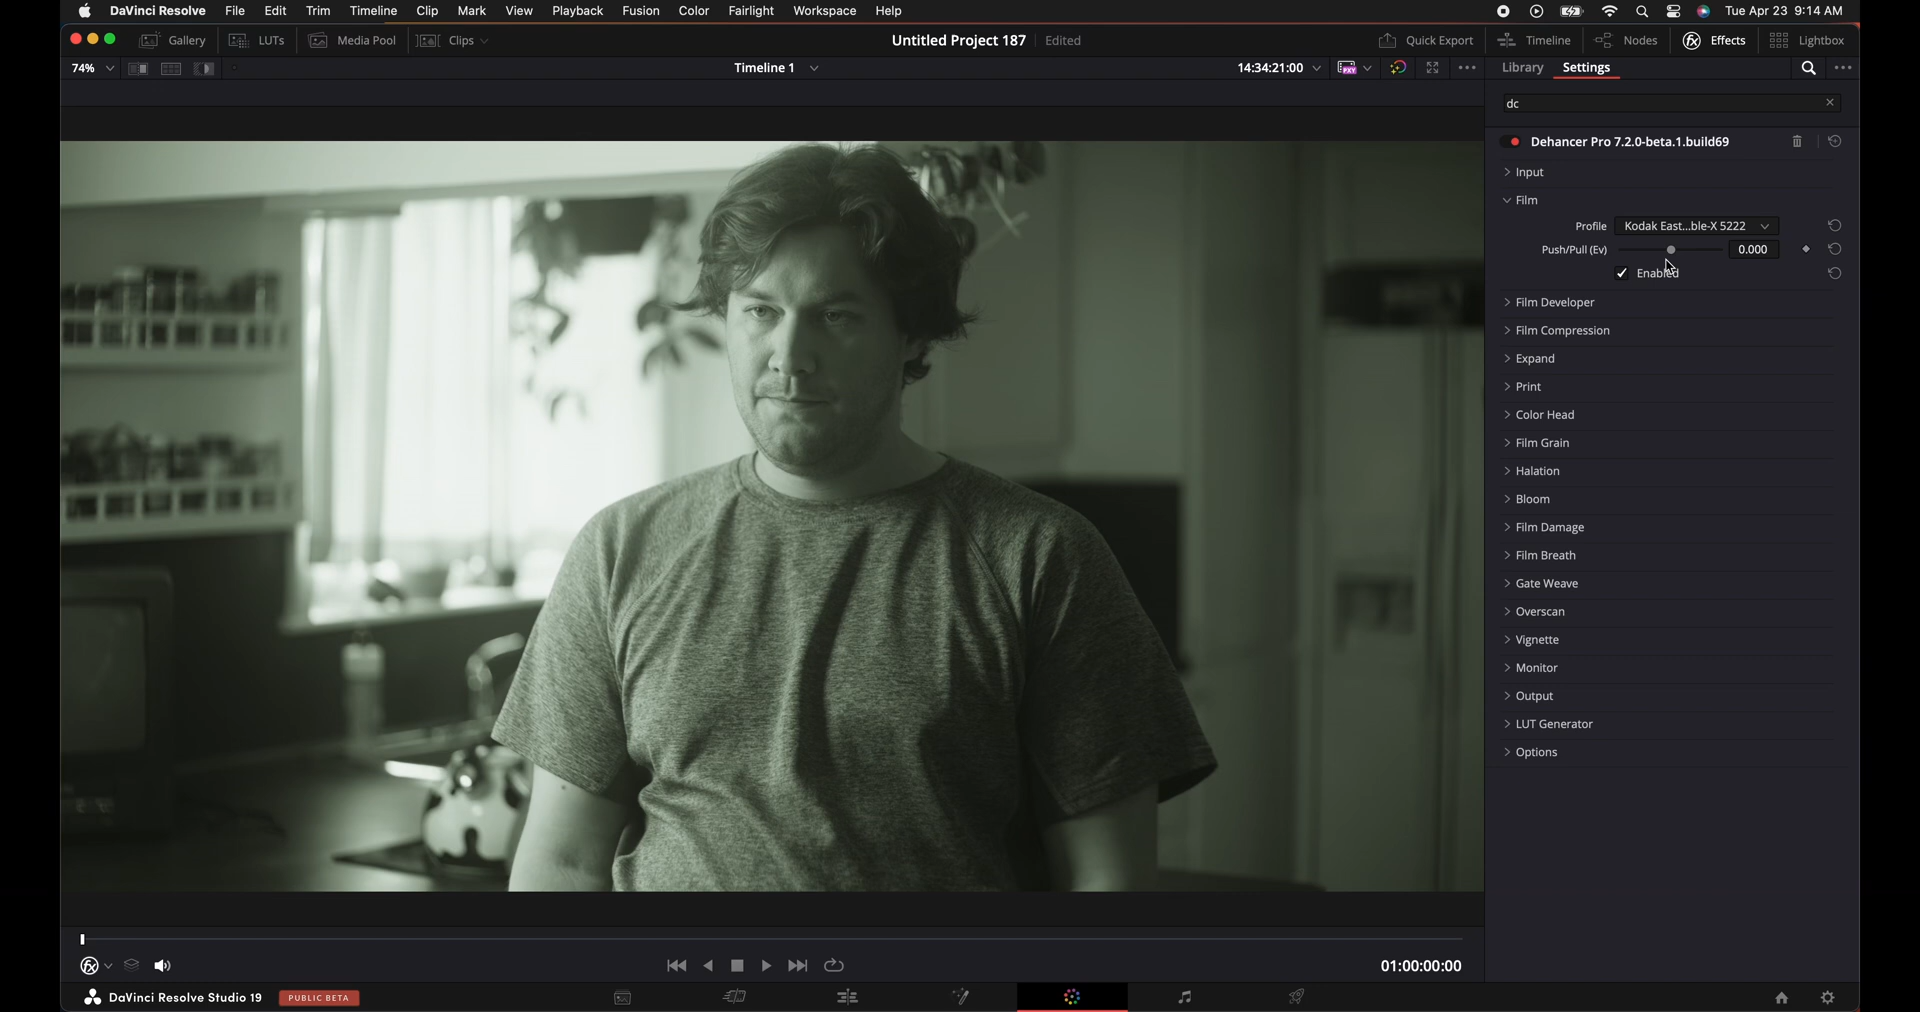 DaVinci Resolve File Edit Trim Timeline Clip Mark View Playback Fusion Color Fairlight Workspace Help Tue Apr 23 9:14 AM
Gallery LUTs Media Pool Clips Untitled Project 187 Edited Quick Export Timeline Nodes Effects Lightbox
74% Timeline 1 14:34:21:00 PXY Library Settings
dc
Dehancer Pro 7.2.0-beta.1.build69
Input
Film
Profile Kodak East...ble-X 5222
Push/Pull (Ev) 0.000
Enabled
Film Developer
Film Compression
Expand
Print
Color Head
Film Grain
Halation
Bloom
Film Damage
Film Breath
Gate Weave
Overscan
Vignette
Monitor
Output
LUT Generator
Options
01:00:00:00
DaVinci Resolve Studio 19 PUBLIC BETA